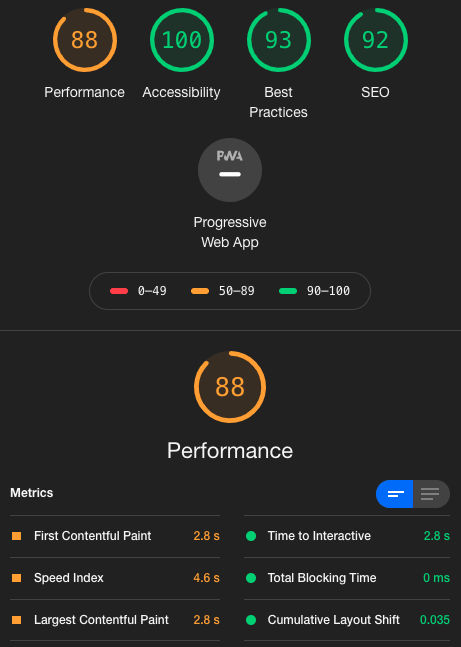 88 100 93 92
Performance Accessibility Best Practices SEO
PWA
Progressive
Web App
0–49 50–89 90–100
88
Performance
Metrics
First Contentful Paint 2.8 s
Time to Interactive 2.8 s
Speed Index 4.6 s
Total Blocking Time 0 ms
Largest Contentful Paint 2.8 s
Cumulative Layout Shift 0.035